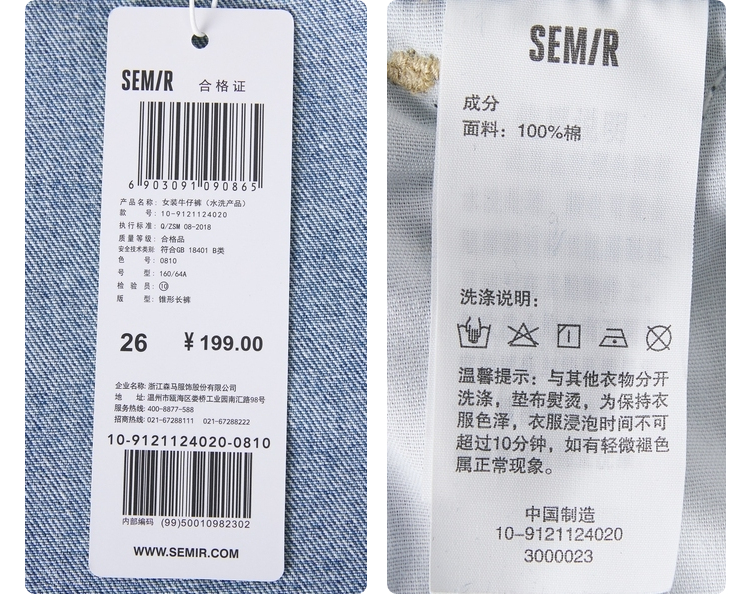 SEMIR 合格证
6 903091 090865
产品名称: 女装牛仔裤(水洗产品)
款 号: 10-9121124020
执行标准: Q/ZSM 08-2018
质量等级: 合格品
安全技术类别 符合GB 18401 B类
色 号: 0810
号 型: 160/64A
检 验 员: ⑩
版 型: 锥形长裤
26 ¥199.00
企业名称: 浙江森马服饰股份有限公司
地 址: 温州市瓯海区娄桥工业园南汇路98号
服务热线: 400-8877-588
招商热线: 021-67288111 021-67288222
10-9121124020-0810
内部编码 (99)50010982302
WWW.SEMIR.COM
SEMIR
成分
面料: 100%棉
洗涤说明:
温馨提示: 与其他衣物分开
洗涤, 垫布熨烫, 为保持衣
服色泽, 衣服浸泡时间不可
超过10分钟, 如有轻微褪色
属正常现象。
中国制造
10-9121124020
3000023